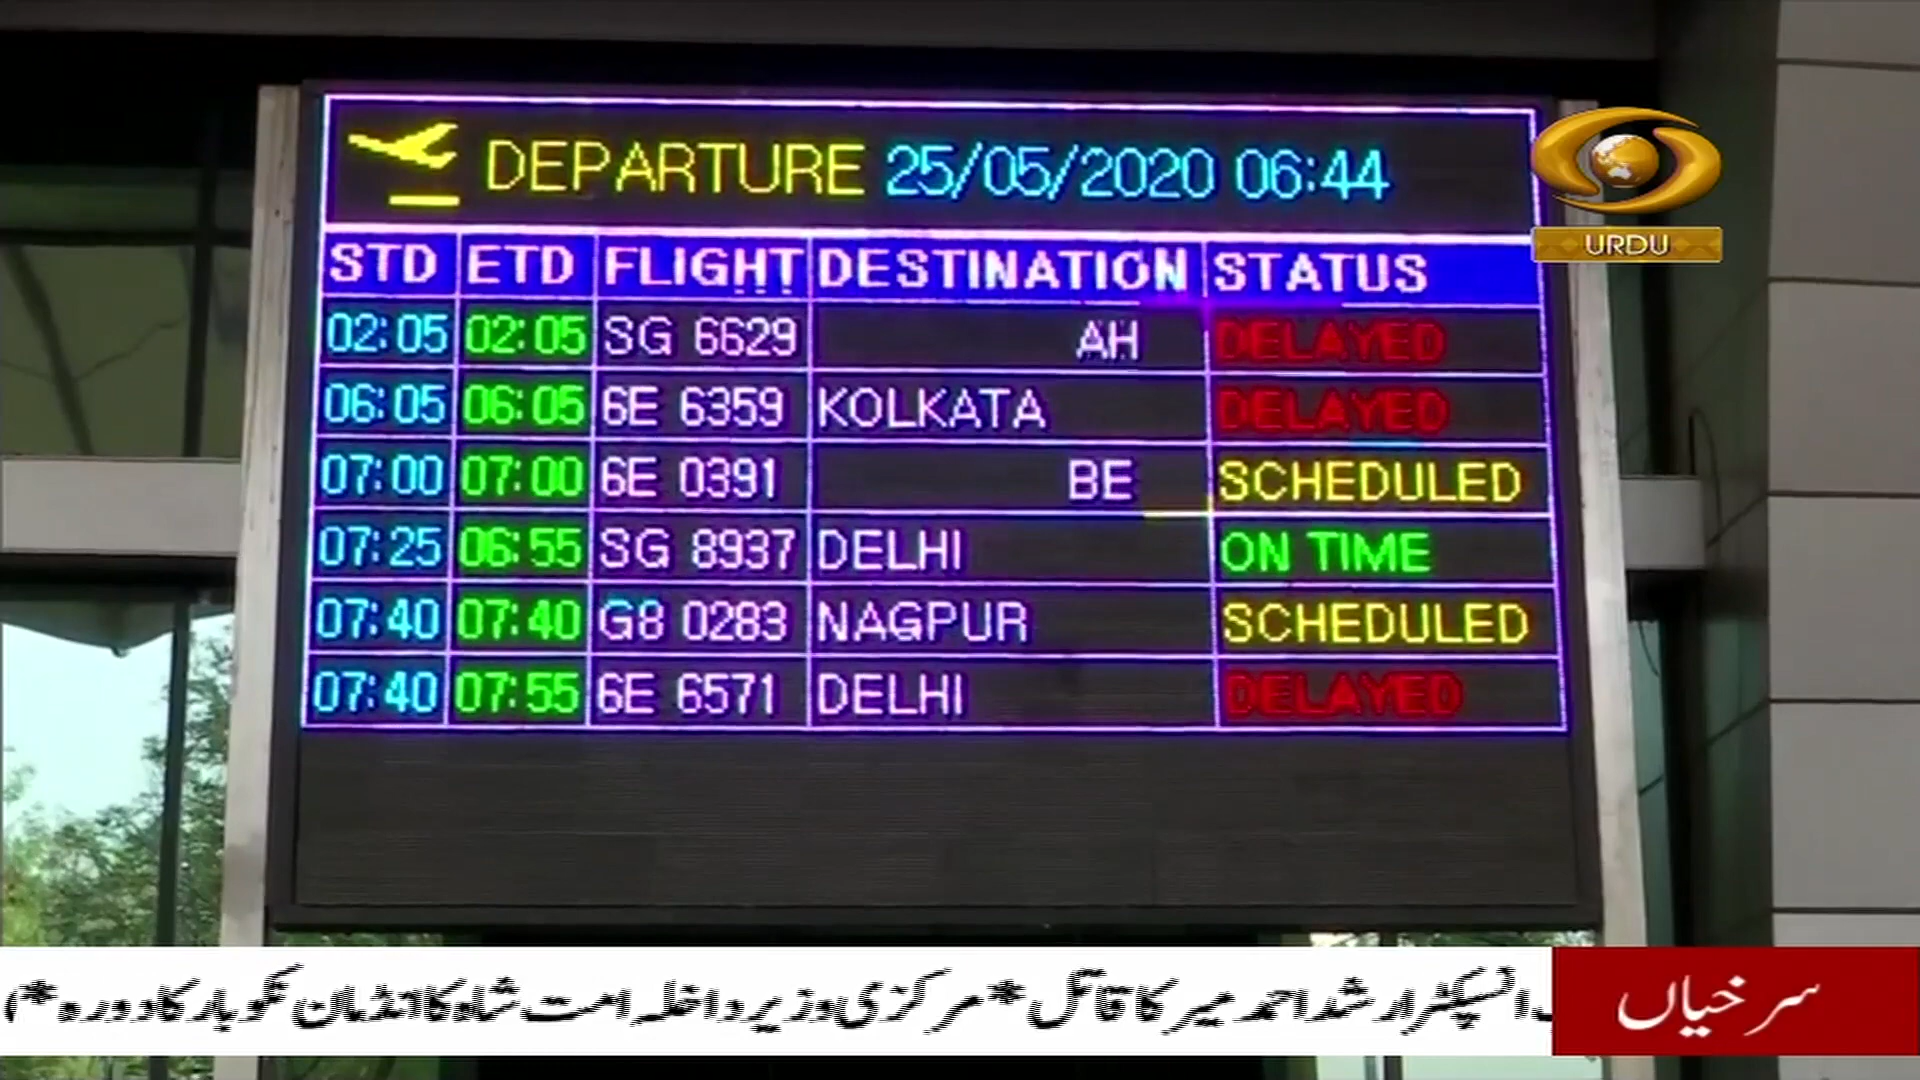 DEPARTURE 25/05/2020 06:44
URDU
STD ETD FLIGHT DESTINATION STATUS
02:05 02:05 SG 6629 AH DELAYED
06:05 06:05 6E 6359 KOLKATA DELAYED
07:00 07:00 6E 0391 BE SCHEDULED
07:25 06:55 SG 8937 DELHI ON TIME
07:40 07:40 G8 0283 NAGPUR SCHEDULED
07:40 07:55 6E 6571 DELHI DELAYED
سرخیاں
انسپکٹر ارشد احمد میر کا قاتل * مرکزی وزیر داخلہ امت شاہ کا انڈمان نکوبار کا دورہ *